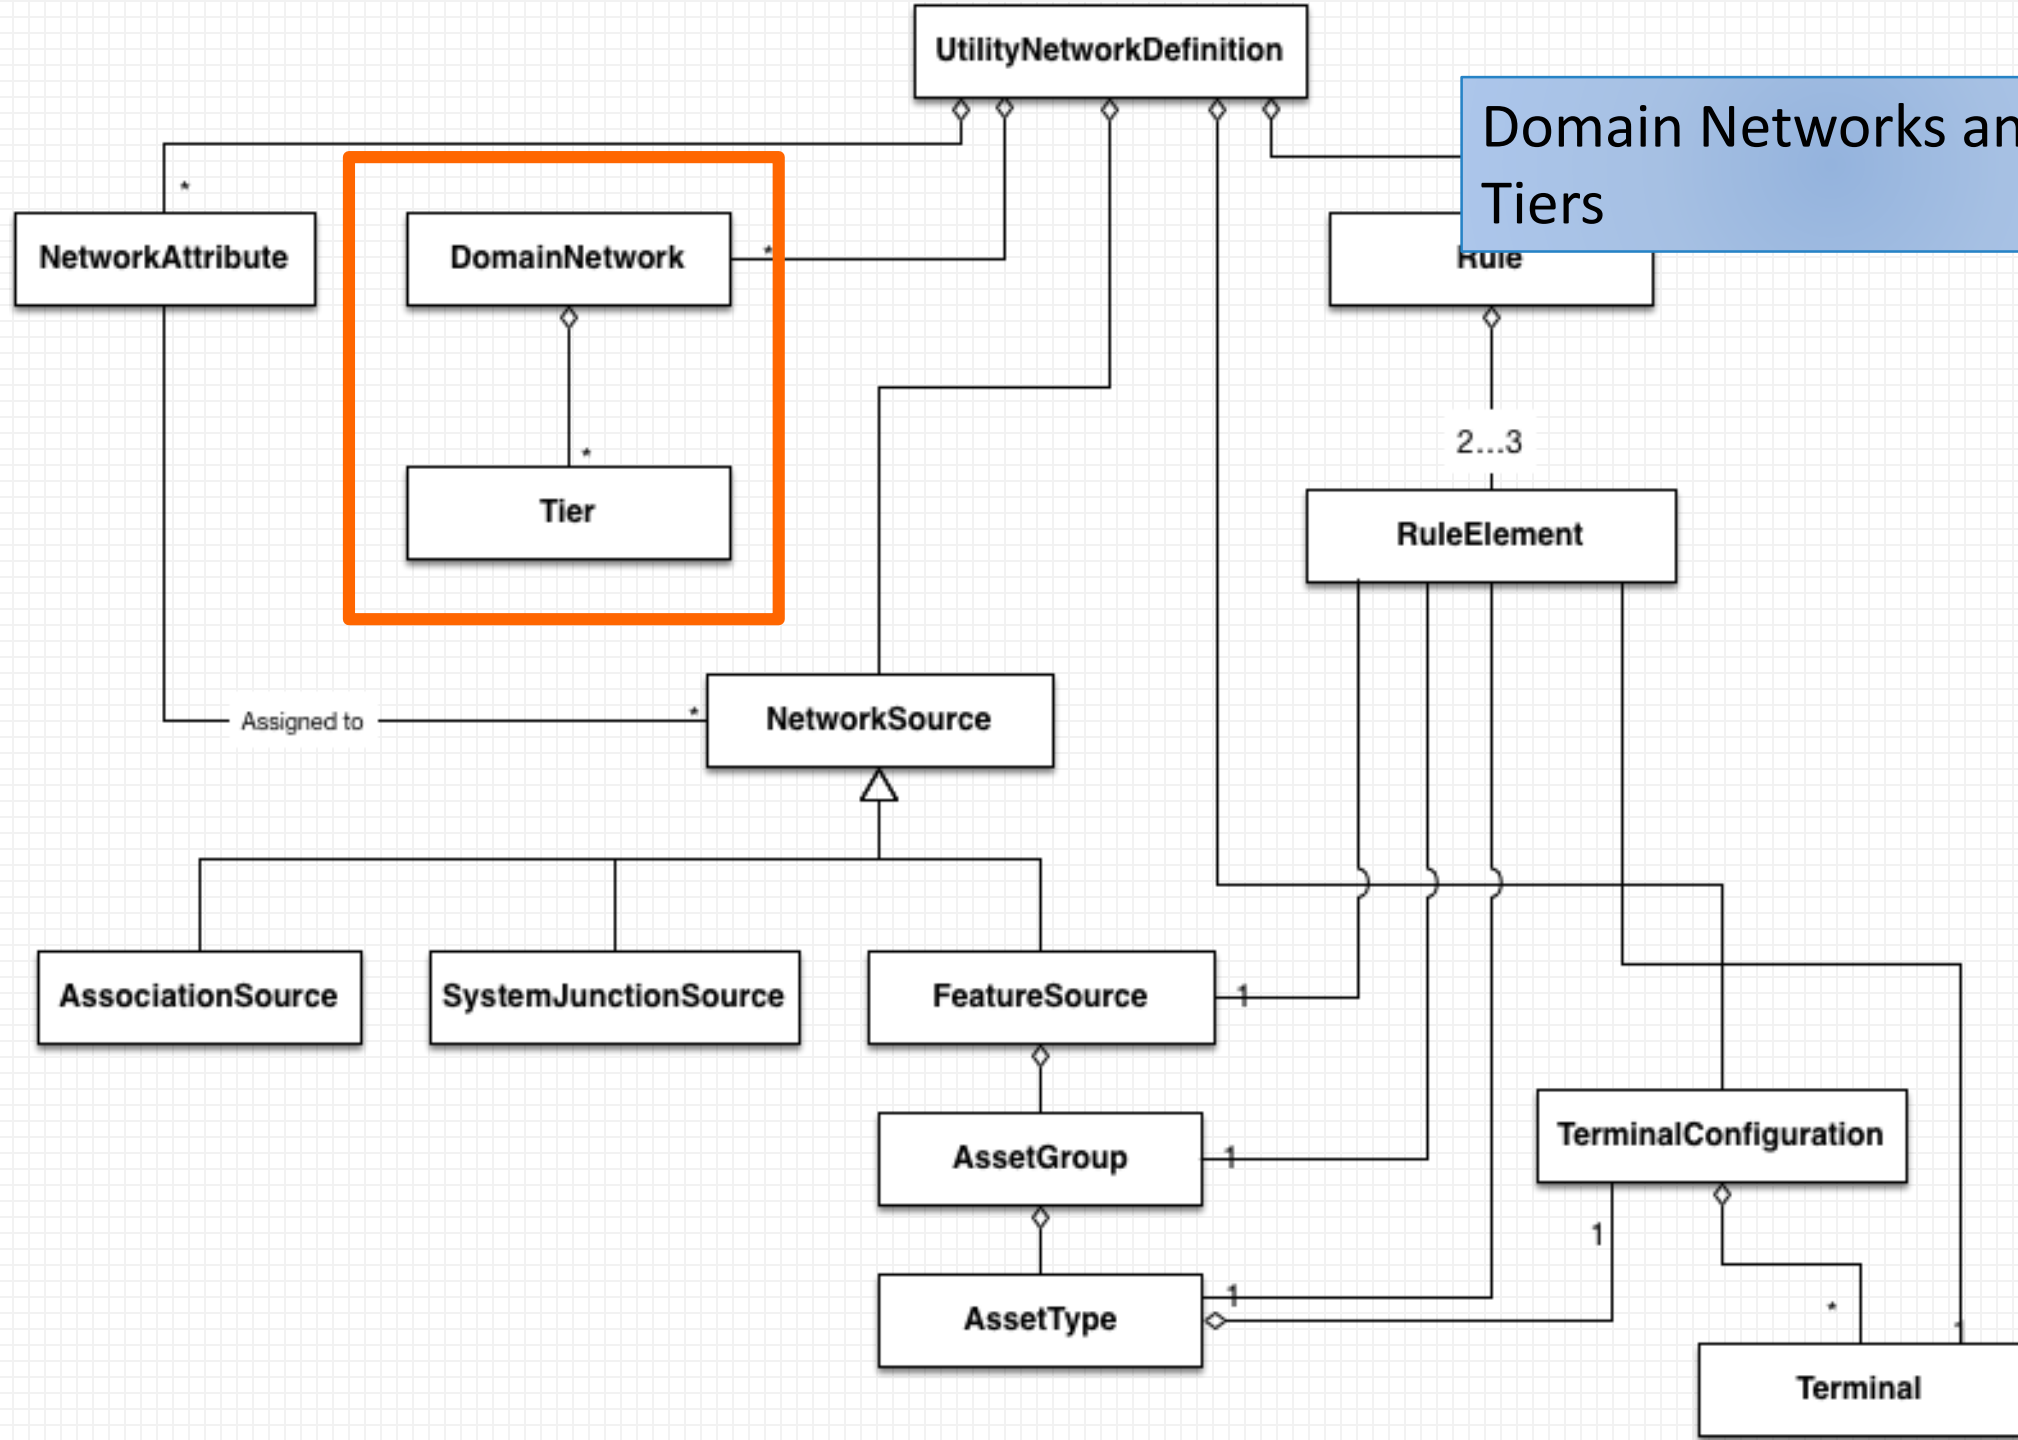 UtilityNetworkDefinition
Domain Networks
Tiers
*
NetworkAttribute
DomainNetwork
*
Rule
*
2...3
Tier
RuleElement
Assigned to
*
NetworkSource
AssociationSource
SystemJunctionSource
FeatureSource
1
AssetGroup
1
TerminalConfiguration
1
1
AssetType
*
1
Terminal